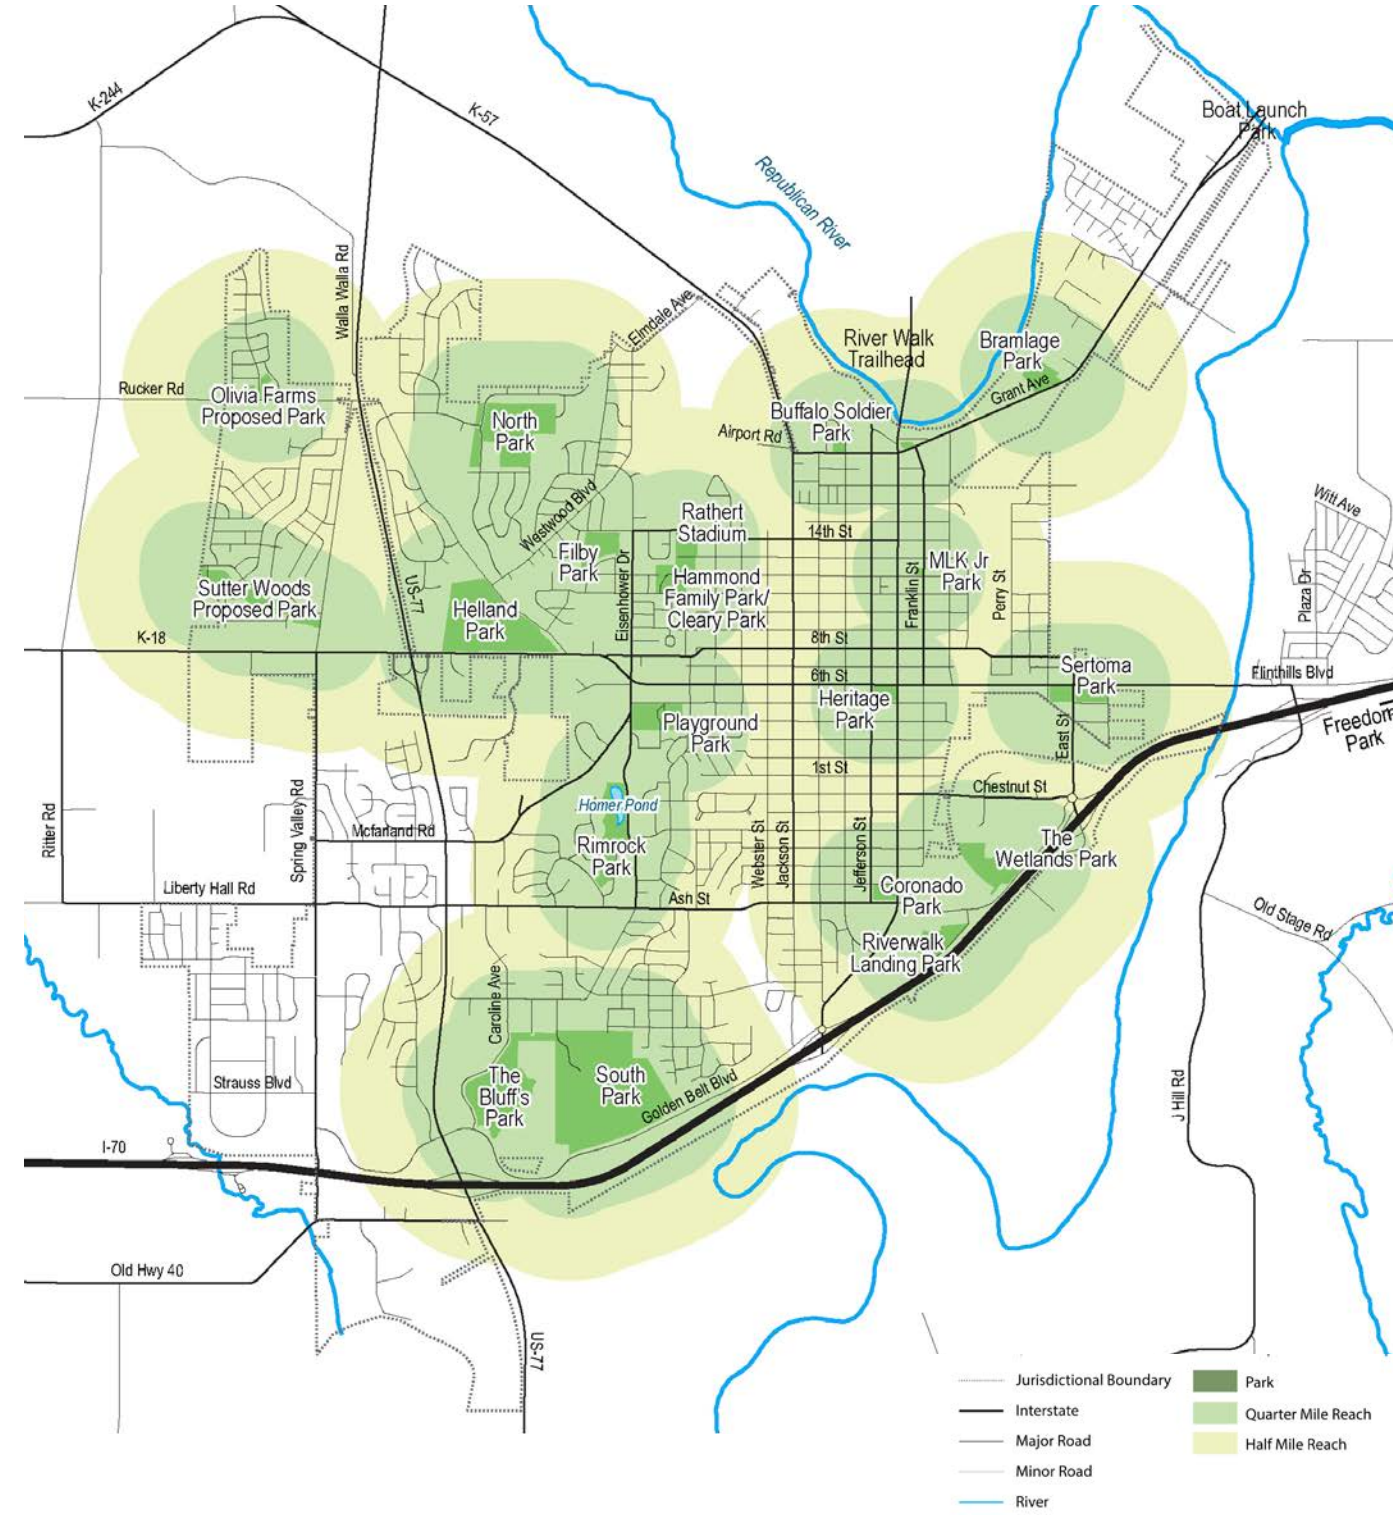 K-244
K-57
Boat Launch
Park
Republican River
Walla Walla Rd
Elmdale Ave
River Walk
Trailhead
Bramlage
Park
Grant Ave
Rucker Rd
Olivia Farms
Proposed Park
North
Park
Buffalo Soldier
Park
Airport Rd
Westwood Blvd
Witt Ave
Rathert
Stadium
14th St
Filby
Park
Eisenhower Dr
MLK Jr
Park
Franklin St
Perry St
Plaza Dr
Sutter Woods
Proposed Park
US-77
Helland
Park
Hammond
Family Park/
Cleary Park
K-18
8th St
6th St
Sertoma
Park
Flinthills Blvd
Heritage
Park
Playground
Park
East St
Freedom
Park
1st St
Chestnut St
Ritter Rd
Spring Valley Rd
Homer Pond
Mcfarland Rd
Rimrock
Park
Webster St
Jackson St
Jefferson St
The
Wetlands Park
Liberty Hall Rd
Ash St
Coronado
Park
Old Stage Rd
Riverwalk
Landing Park
Caroline Ave
Strauss Blvd
The
Bluff's
Park
South
Park
Golden Belt Blvd
J Hill Rd
I-70
Old Hwy 40
US-77
Jurisdictional Boundary
Interstate
Major Road
Minor Road
River
Park
Quarter Mile Reach
Half Mile Reach